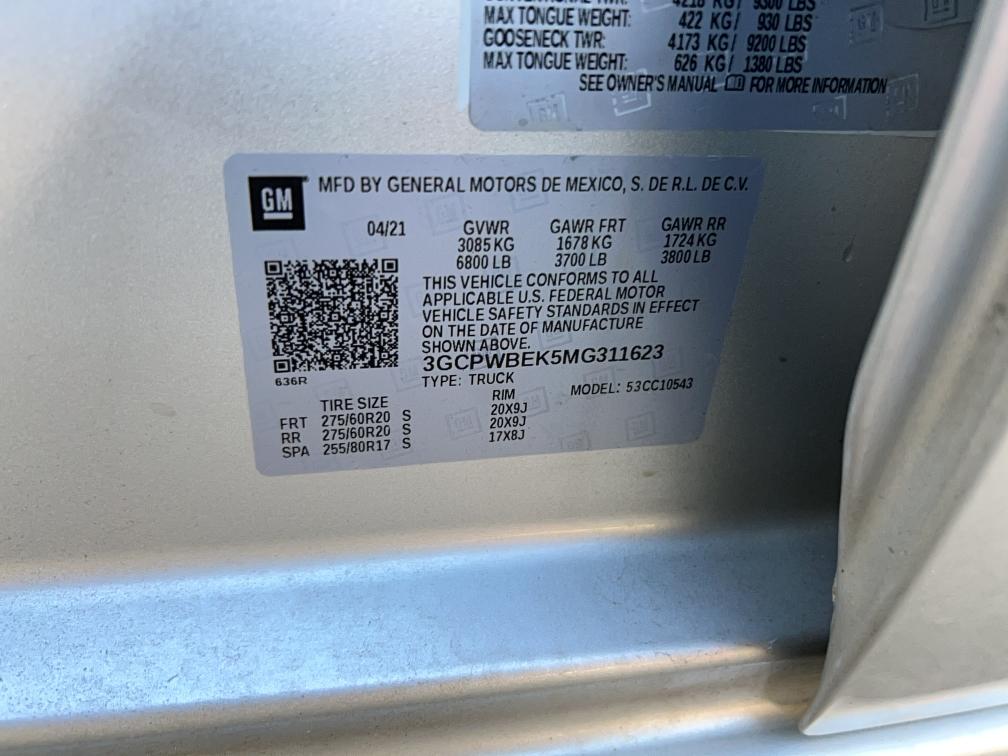 4218 KG/ 9300 LBS
MAX TONGUE WEIGHT: 422 KG/ 930 LBS
GOOSENECK TWR: 4173 KG/ 9200 LBS
MAX TONGUE WEIGHT: 626 KG/ 1380 LBS
SEE OWNER'S MANUAL FOR MORE INFORMATION
GM MFD BY GENERAL MOTORS DE MEXICO, S. DE R.L. DE C.V.
04/21 GVWR GAWR FRT GAWR RR
3085 KG 1678 KG 1724 KG
6800 LB 3700 LB 3800 LB
THIS VEHICLE CONFORMS TO ALL
APPLICABLE U.S. FEDERAL MOTOR
VEHICLE SAFETY STANDARDS IN EFFECT
ON THE DATE OF MANUFACTURE
SHOWN ABOVE.
3GCPWBEK5MG311623
636R
TYPE: TRUCK MODEL: 53CC10543
TIRE SIZE RIM
FRT 275/60R20 S 20X9J
RR 275/60R20 S 20X9J
SPA 255/80R17 S 17X8J